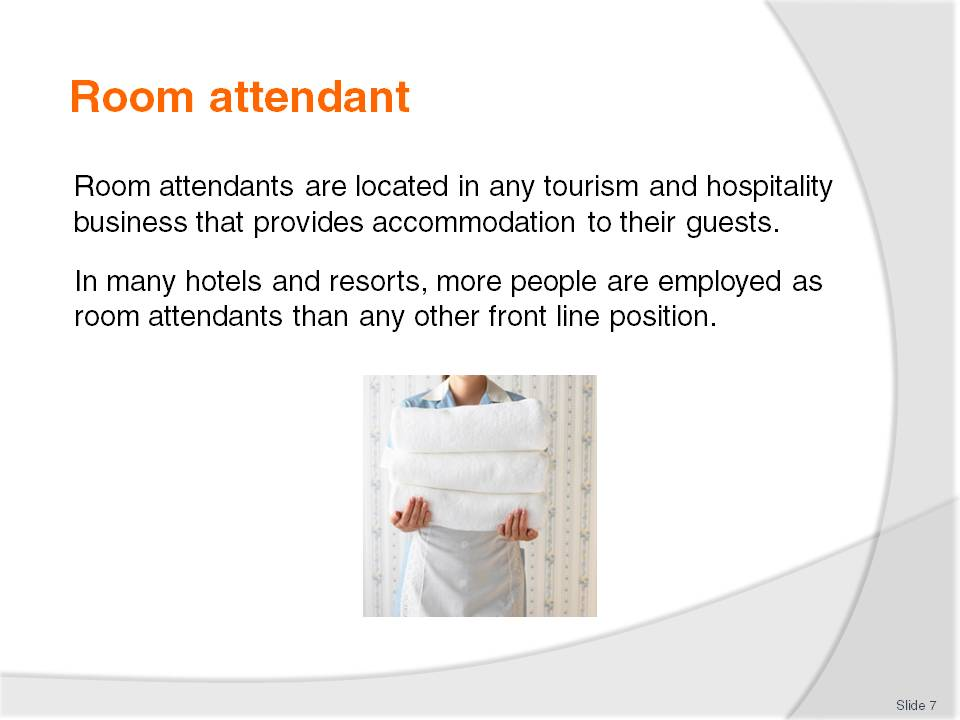 Room attendant
Room attendants are located in any tourism and hospitality
business that provides accommodation to their guests.
In many hotels and resorts, more people are employed as
room attendants than any other front line position.
Slide 7